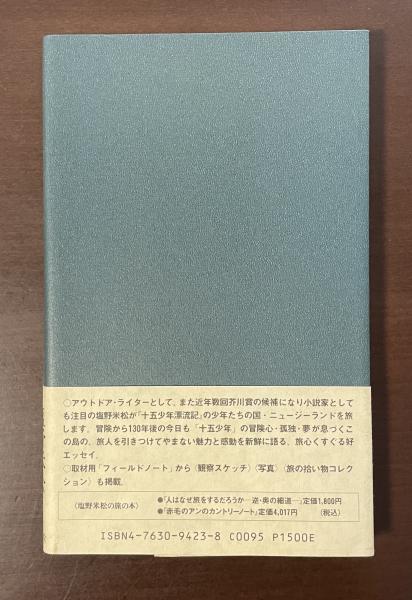 ○アウトドア・ライターとして、また近年数回芥川賞の候補になり小説家として
も注目の塩野米松が「十五少年漂流記」の少年たちの国・ニュージーランドを旅
します。冒険から130年後の今日も「十五少年」の冒険心・孤独・夢が息づくこ
の島の、旅人を引きつけてやまない魅力と感動を新鮮に語る、旅心くすぐる好
エッセイ。
○取材用「フィールドノート」から〈観察スケッチ〉〈写真〉〈旅の拾い物コレク
ション〉も掲載。
〈塩野米松の旅の本〉
●「人はなぜ旅をするだろうか─逆・奥の細道─」定価1,800円
●「赤毛のアンのカントリーノート」定価4,017円 (税込)
ISBN4-7630-9423-8 C0095 P1500E